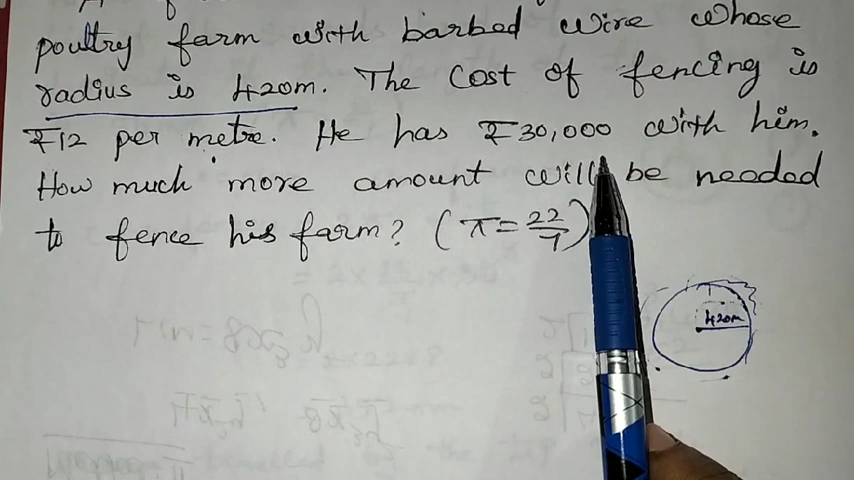 poultry farm with barbed wire whose
radius is 420m. The cost of fencing is
₹12 per metre. He has ₹30,000 with him.
How much more amount will be needed
to fence his farm? (π=22/7)
420m